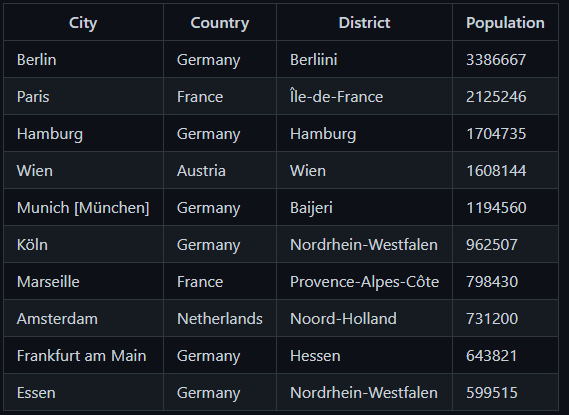 City Country District Population
Berlin Germany Berliini 3386667
Paris France Île-de-France 2125246
Hamburg Germany Hamburg 1704735
Wien Austria Wien 1608144
Munich [München] Germany Baijeri 1194560
Köln Germany Nordrhein-Westfalen 962507
Marseille France Provence-Alpes-Côte 798430
Amsterdam Netherlands Noord-Holland 731200
Frankfurt am Main Germany Hessen 643821
Essen Germany Nordrhein-Westfalen 599515